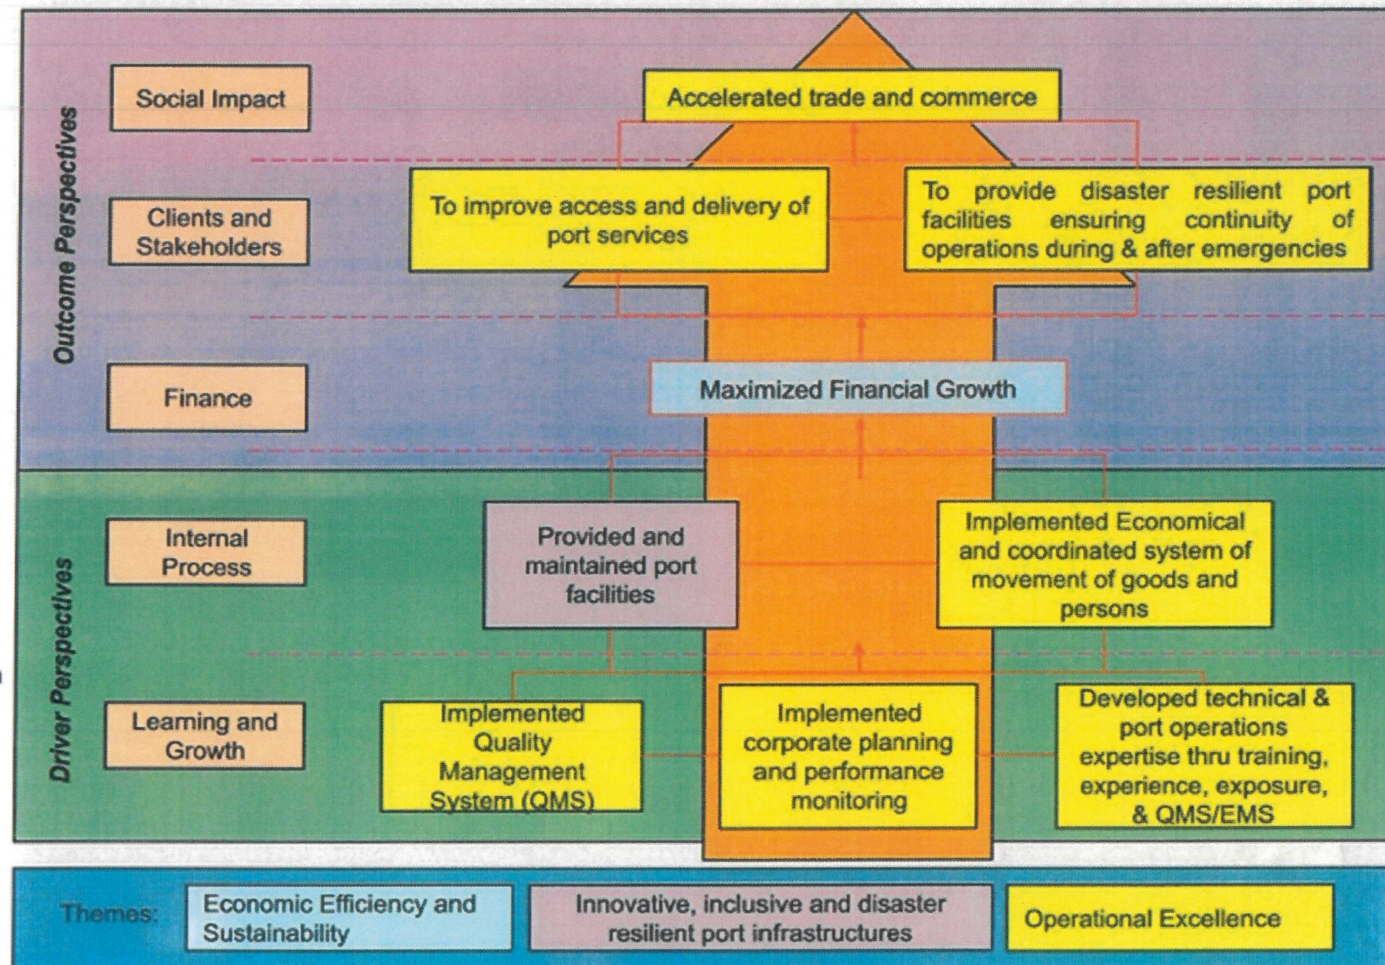 Outcome Perspectives
Social Impact
Accelerated trade and commerce
Clients and
Stakeholders
To improve access and delivery of
port services
To provide disaster resilient port
facilities ensuring continuity of
operations during & after emergencies
Finance
Maximized Financial Growth
Driver Perspectives
Internal
Process
Provided and
maintained port
facilities
Implemented Economical
and coordinated system of
movement of goods and
persons
Learning and
Growth
Implemented
Quality
Management
System (QMS)
Implemented
corporate planning
and performance
monitoring
Developed technical &
port operations
expertise thru training,
experience, exposure,
& QMS/EMS
Themes:
Economic Efficiency and
Sustainability
Innovative, inclusive and disaster
resilient port infrastructures
Operational Excellence